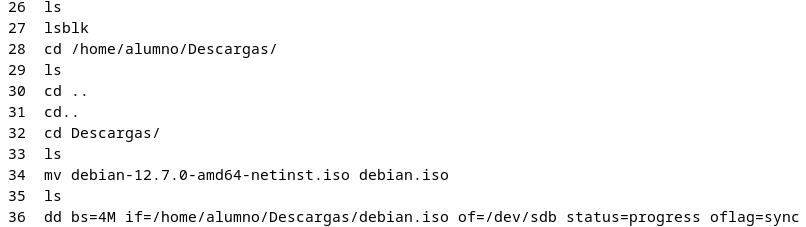 26 ls
27 lsblk
28 cd /home/alumno/Descargas/
29 ls
30 cd ..
31 cd..
32 cd Descargas/
33 ls
34 mv debian-12.7.0-amd64-netinst.iso debian.iso
35 ls
36 dd bs=4M if=/home/alumno/Descargas/debian.iso of=/dev/sdb status=progress oflag=sync